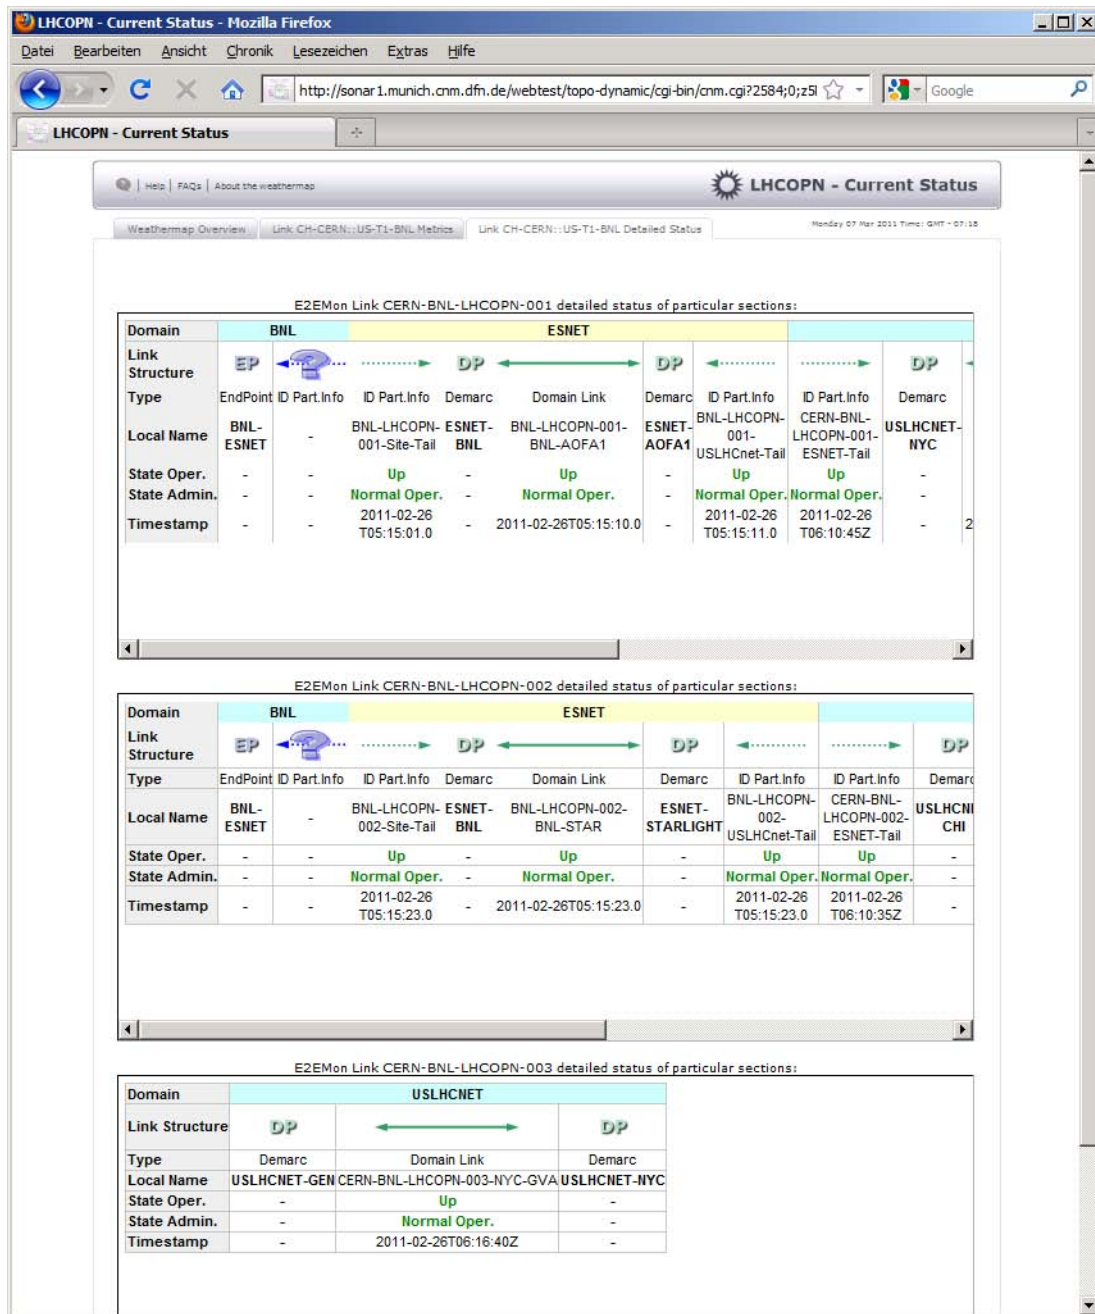 LHCOPN - Current Status - Mozilla Firefox
Datei Bearbeiten Ansicht Chronik Lesezeichen Extras Hilfe
http://sonar1.munich.cnm.dfn.de/webtest/topo-dynamic/cgi-bin/cnm.cgi?2584;0;z5l
Google
LHCOPN - Current Status
| Help | FAQs | About the weathermap
LHCOPN - Current Status
Weathermap Overview Link CH-CERN::US-T1-BNL Metrics Link CH-CERN::US-T1-BNL Detailed Status
Monday 07 Mar 2011 Time: GMT - 07:18
E2EMon Link CERN-BNL-LHCOPN-001 detailed status of particular sections:
Domain BNL ESNET
Link Structure EP DP DP DP
Type EndPoint ID Part.Info ID Part.Info Demarc Domain Link Demarc ID Part.Info ID Part.Info Demarc
Local Name BNL-ESNET - BNL-LHCOPN-001-Site-Tail ESNET-BNL BNL-LHCOPN-001-BNL-AOFA1 ESNET-AOFA1 BNL-LHCOPN-001-USLHCnet-Tail CERN-BNL-LHCOPN-001-ESNET-Tail USLHCNET-NYC
State Oper. - - Up - Up - Up Up -
State Admin. - - Normal Oper. - Normal Oper. - Normal Oper. Normal Oper. -
Timestamp - - 2011-02-26 T05:15:01.0 - 2011-02-26T05:15:10.0 - 2011-02-26 T05:15:11.0 2011-02-26 T06:10:45Z - 2
E2EMon Link CERN-BNL-LHCOPN-002 detailed status of particular sections:
Domain BNL ESNET
Link Structure EP DP DP DP
Type EndPoint ID Part.Info ID Part.Info Demarc Domain Link Demarc ID Part.Info ID Part.Info Demarc
Local Name BNL-ESNET - BNL-LHCOPN-002-Site-Tail ESNET-BNL BNL-LHCOPN-002-BNL-STAR ESNET-STARLIGHT BNL-LHCOPN-002-USLHCnet-Tail CERN-BNL-LHCOPN-002-ESNET-Tail USLHCNE CHI
State Oper. - - Up - Up - Up Up -
State Admin. - - Normal Oper. - Normal Oper. - Normal Oper. Normal Oper. -
Timestamp - - 2011-02-26 T05:15:23.0 - 2011-02-26T05:15:23.0 - 2011-02-26 T05:15:23.0 2011-02-26 T06:10:35Z -
E2EMon Link CERN-BNL-LHCOPN-003 detailed status of particular sections:
Domain USLHCNET
Link Structure DP DP
Type Demarc Domain Link Demarc
Local Name USLHCNET-GEN CERN-BNL-LHCOPN-003-NYC-GVA USLHCNET-NYC
State Oper. - Up -
State Admin. - Normal Oper. -
Timestamp - 2011-02-26T06:16:40Z -